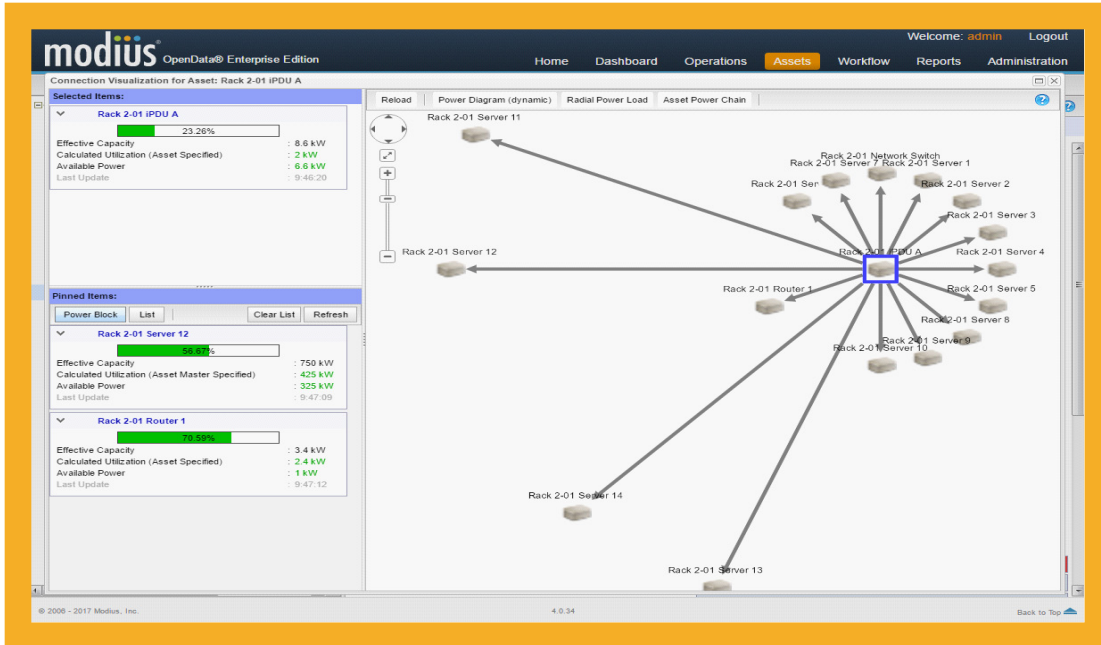 Welcome: admin Logout
modius® OpenData® Enterprise Edition
Home Dashboard Operations Assets Workflow Reports Administration
Connection Visualization for Asset: Rack 2-01 iPDU A
Selected Items:
Rack 2-01 iPDU A
23.26%
Effective Capacity : 8.6 kW
Calculated Utilization (Asset Specified) : 2 kW
Available Power : 6.6 kW
Last Update : 9:46:20
Pinned Items:
Power Block List Clear List Refresh
Rack 2-01 Server 12
56.67%
Effective Capacity : 750 kW
Calculated Utilization (Asset Master Specified) : 425 kW
Available Power : 325 kW
Last Update : 9:47:09
Rack 2-01 Router 1
70.59%
Effective Capacity : 3.4 kW
Calculated Utilization (Asset Specified) : 2.4 kW
Available Power : 1 kW
Last Update : 9:47:12
Reload Power Diagram (dynamic) Radial Power Load Asset Power Chain
Rack 2-01 Server 11
Rack 2-01 Network Switch
Rack 2-01 Server 7 Rack 2-01 Server 1
Rack 2-01 Ser
Rack 2-01 Server 2
Rack 2-01 Server 3
Rack 2-01 Server 12
Rack 2-01 iPDU A
Rack 2-01 Server 4
Rack 2-01 Router 1
Rack 2-01 Server 5
Rack 2-01 Server 8
Rack 2-01 Server 9
Rack 2-01 Server 10
Rack 2-01 Server 14
Rack 2-01 Server 13
© 2006 - 2017 Modius, Inc. 4.0.34 Back to Top